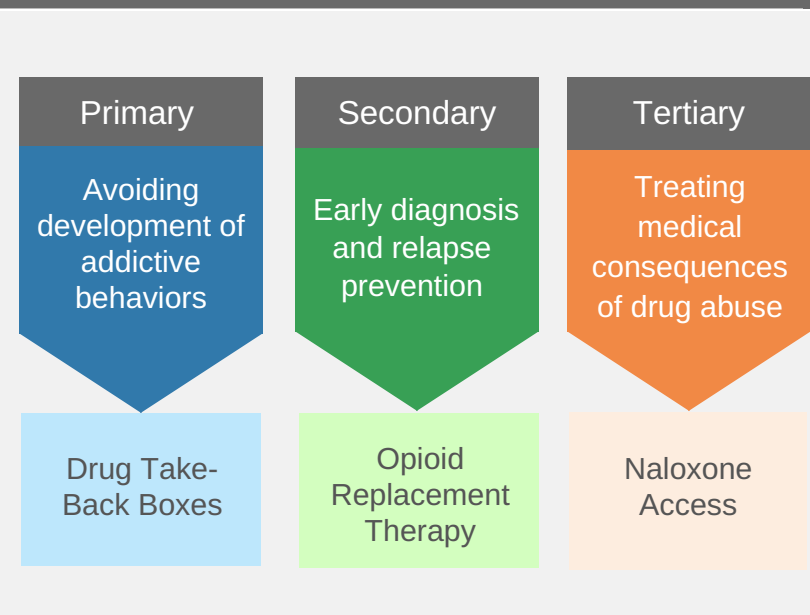 Primary
Avoiding
development of
addictive
behaviors
Drug Take-
Back Boxes
Secondary
Early diagnosis
and relapse
prevention
Opioid
Replacement
Therapy
Tertiary
Treating
medical
consequences
of drug abuse
Naloxone
Access